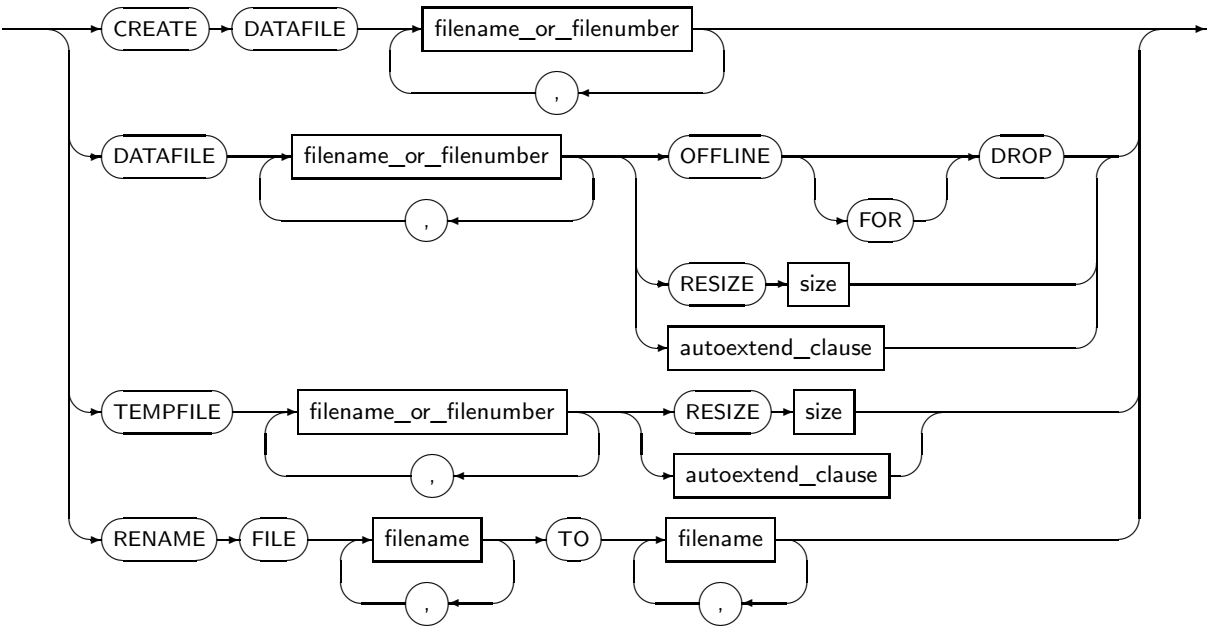 CREATE DATAFILE filename_or_filenumber
,
DATAFILE filename_or_filenumber OFFLINE DROP
, FOR
RESIZE size
autoextend_clause
TEMPFILE filename_or_filenumber RESIZE size
, autoextend_clause
RENAME FILE filename TO filename
, ,